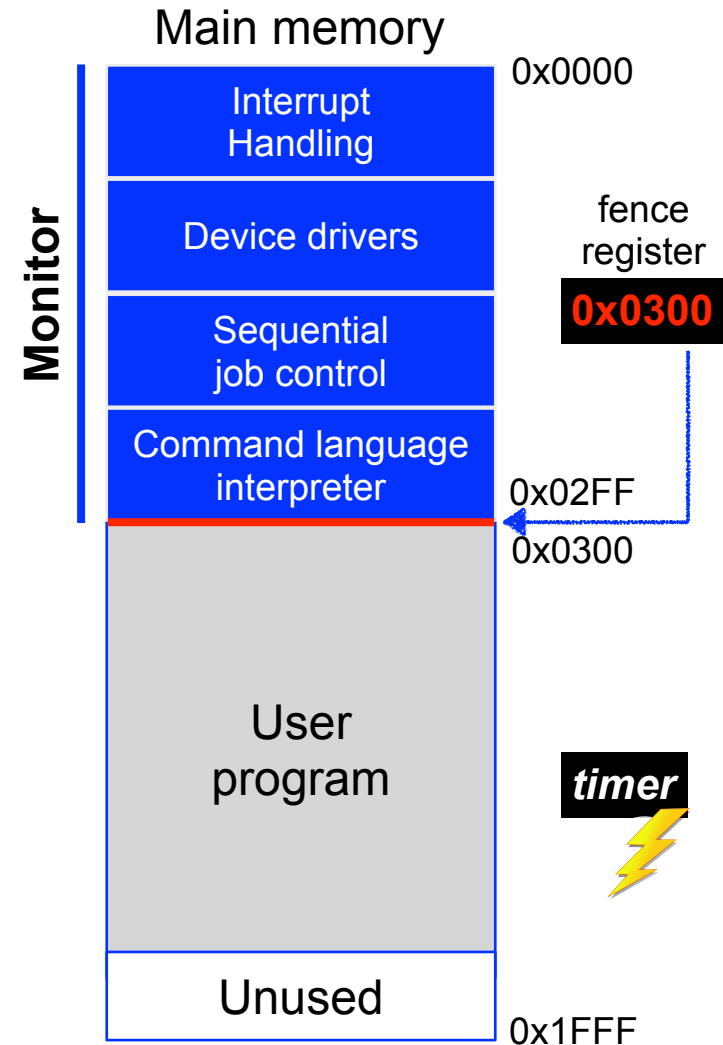 Main memory
0x0000
Interrupt
Handling
Monitor
Device drivers
fence
register
0x0300
Sequential
job control
Command language
interpreter
0x02FF
0x0300
User
program
timer
Unused
0x1FFF